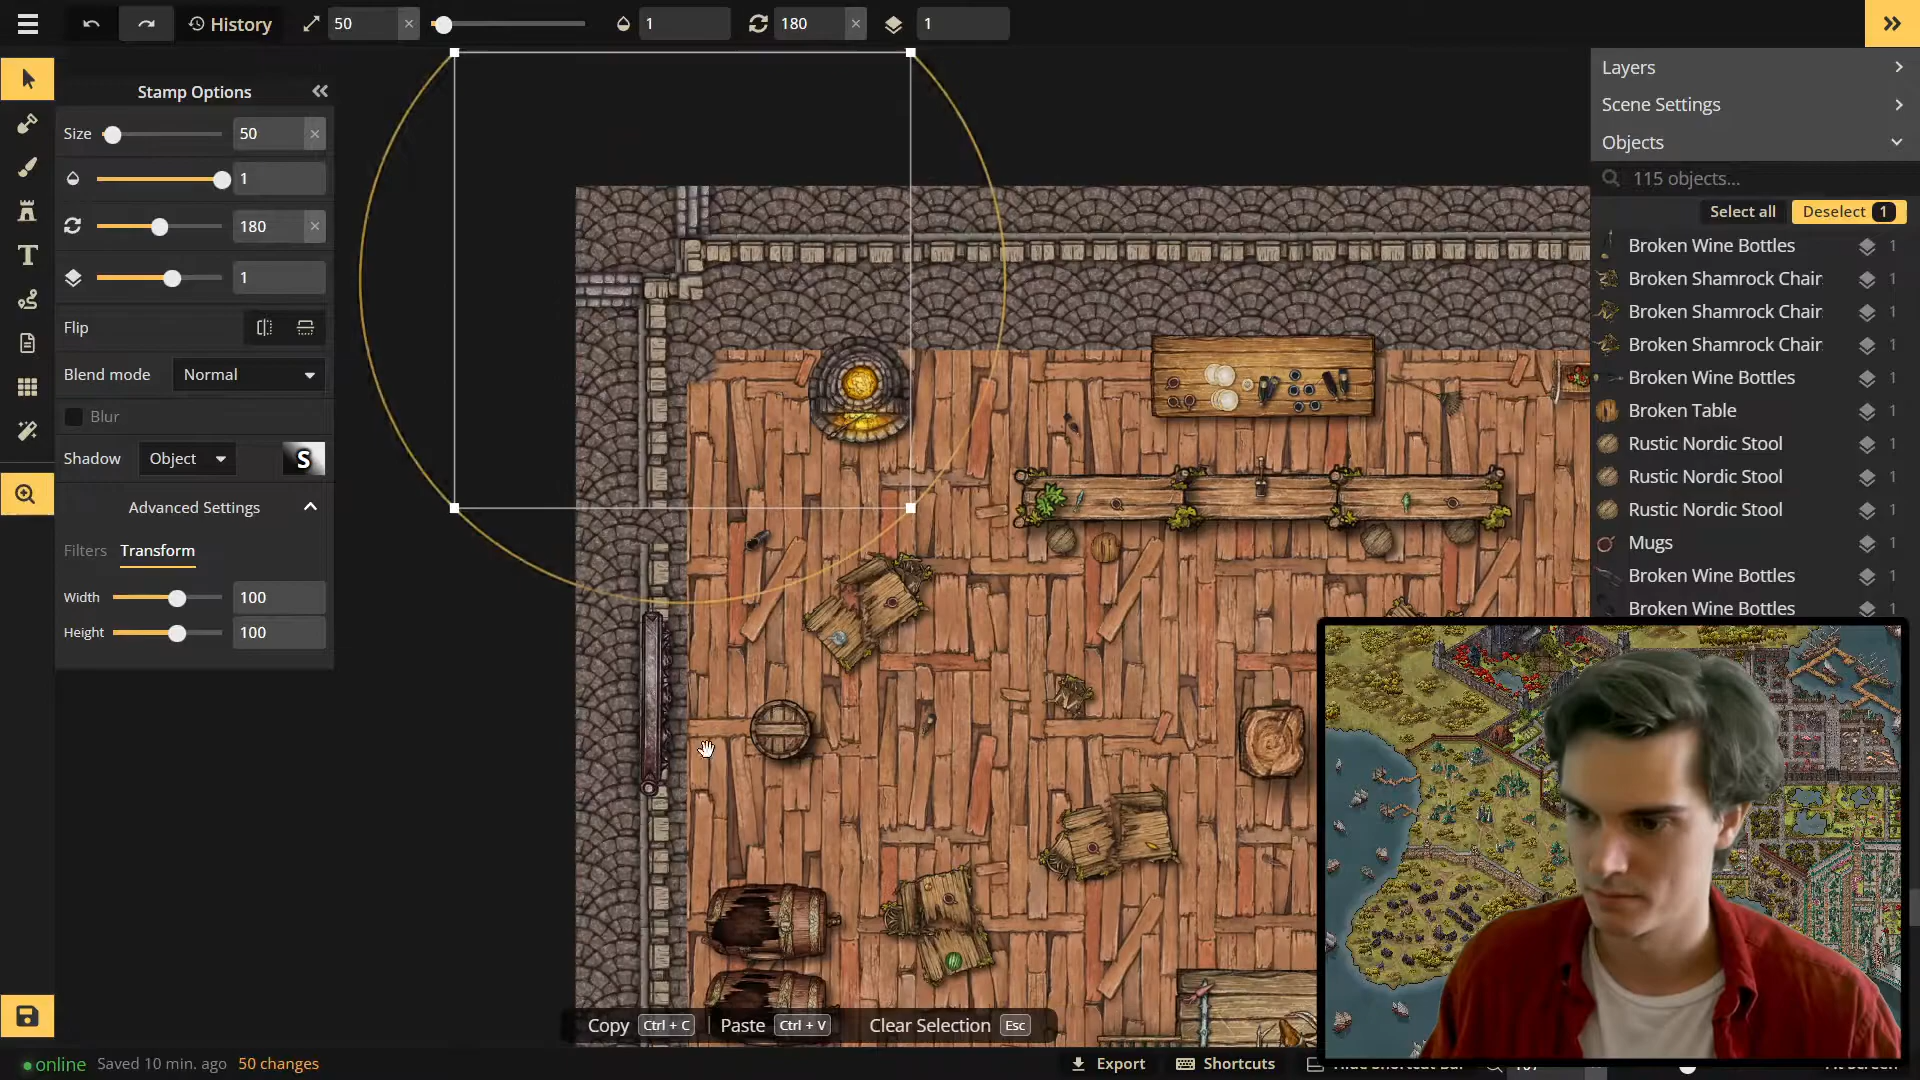 History
50
1
180
1
Stamp Options
Size
50
1
180
1
Flip
Blend mode
Normal
Blur
Shadow
Object
S
Advanced Settings
Filters
Transform
Width
100
Height
100
Layers
Scene Settings
Objects
115 objects...
Select all
Deselect 1
Broken Wine Bottles 1
Broken Shamrock Chair 1
Broken Shamrock Chair 1
Broken Shamrock Chair 1
Broken Wine Bottles 1
Broken Table 1
Rustic Nordic Stool 1
Rustic Nordic Stool 1
Rustic Nordic Stool 1
Mugs 1
Broken Wine Bottles 1
Broken Wine Bottles 1
Copy Ctrl + C
Paste Ctrl + V
Clear Selection Esc
online Saved 10 min. ago 50 changes
Export
Shortcuts